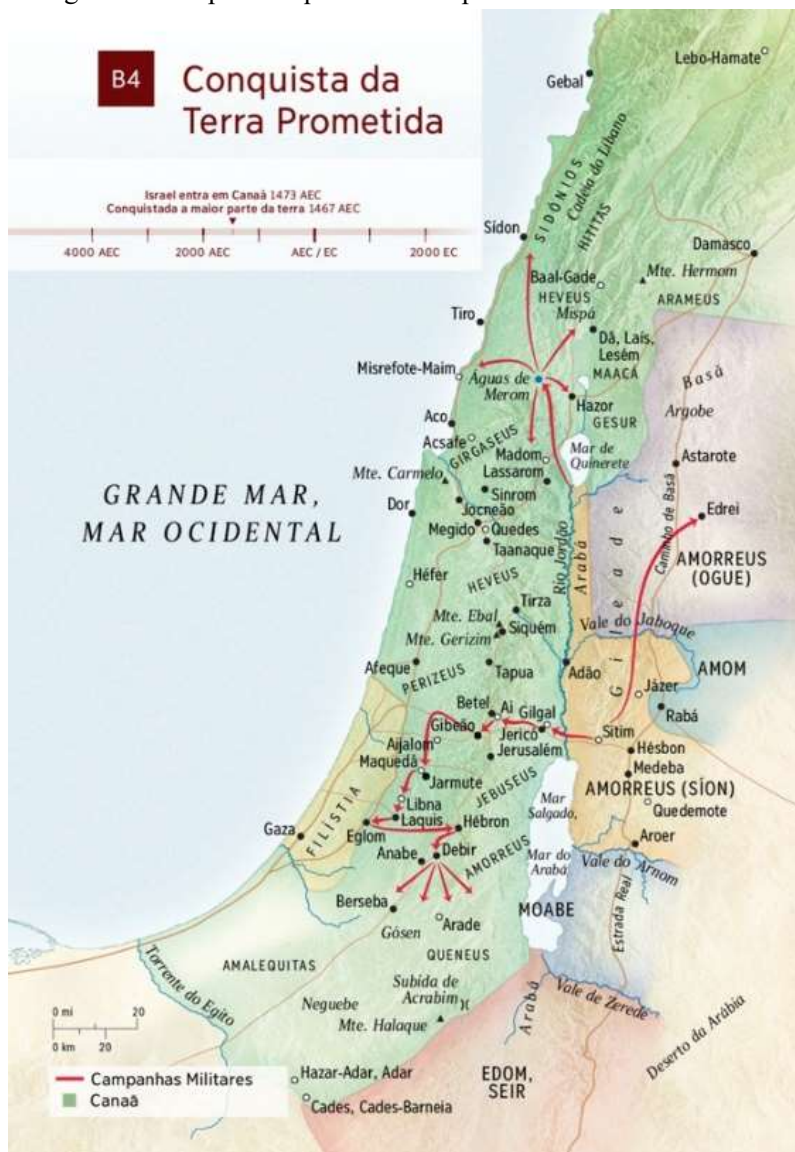 B4
Conquista da
Terra Prometida
Israel entra em Canaã 1473 AEC
Conquistada a maior parte da terra 1467 AEC
4000 AEC
2000 AEC
AEC / EC
2000 EC
Lebo-Hamate
Gebal
SIDÔNIOS
Cadeia do Líbano
HITITAS
Sídon
Damasco
Baal-Gade
Mte. Hermom
HEVEUS
ARAMEUS
Mispá
Tiro
Dã, Laís,
Lesém
MAACÁ
Misrefote-Maim
Águas de
Merom
Basã
Hazor
GESUR
Argobe
Aco
Acsafe
GIRGASEUS
Mar de
Quinerete
Madom
Lassarom
Astarote
Mte. Carmelo
Sinrom
GRANDE MAR,
MAR OCIDENTAL
Dor
Jocneão
Edrei
Megido
Quedes
Taanaque
Rio Jordão
Arabá
Gileade
Caminho de Basã
AMORREUS
(OGUE)
Héfer
HEVEUS
Tirza
Mte. Ebal
Siquém
Mte. Gerizim
Vale do Jaboque
Afeque
PERIZEUS
Tapua
Adão
AMOM
Jázer
Rabá
Betel
Ai
Gilgal
Gibeão
Jericó
Sitim
Aijalom
Jerusalém
Hésbon
Maquedá
Medeba
Jarmute
JEBUSEUS
AMORREUS (SÍON)
FILÍSTIA
Libna
Mar
Salgado,
Mar do
Arabá
Quedemote
Laquis
Hébron
Gaza
Eglom
Aroer
Anabe
Debir
AMORREUS
Vale do Arnom
Berseba
MOABE
Estrada Real
Gósen
Arade
AMALEQUITAS
QUENEUS
Torrente do Egito
Subida de
Acrabim
Neguebe
Arabá
Vale de Zerede
Mte. Halaque
Deserto da Arábia
0 mi 20
0 km 20
Hazar-Adar, Adar
EDOM,
SEIR
Campanhas Militares
Canaã
Cades, Cades-Barneia